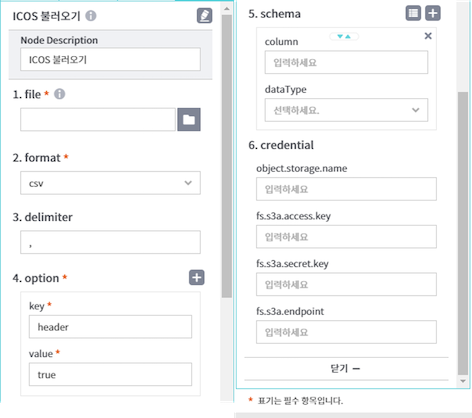 ICOS 불러오기
Node Description
ICOS 불러오기
1. file *
2. format *
csv
3. delimiter
,
4. option *
key *
header
value *
true
5. schema
column
입력하세요
dataType
선택하세요.
6. credential
object.storage.name
입력하세요
fs.s3a.access.key
입력하세요
fs.s3a.secret.key
입력하세요
fs.s3a.endpoint
입력하세요
닫기
* 표기는 필수 항목입니다.